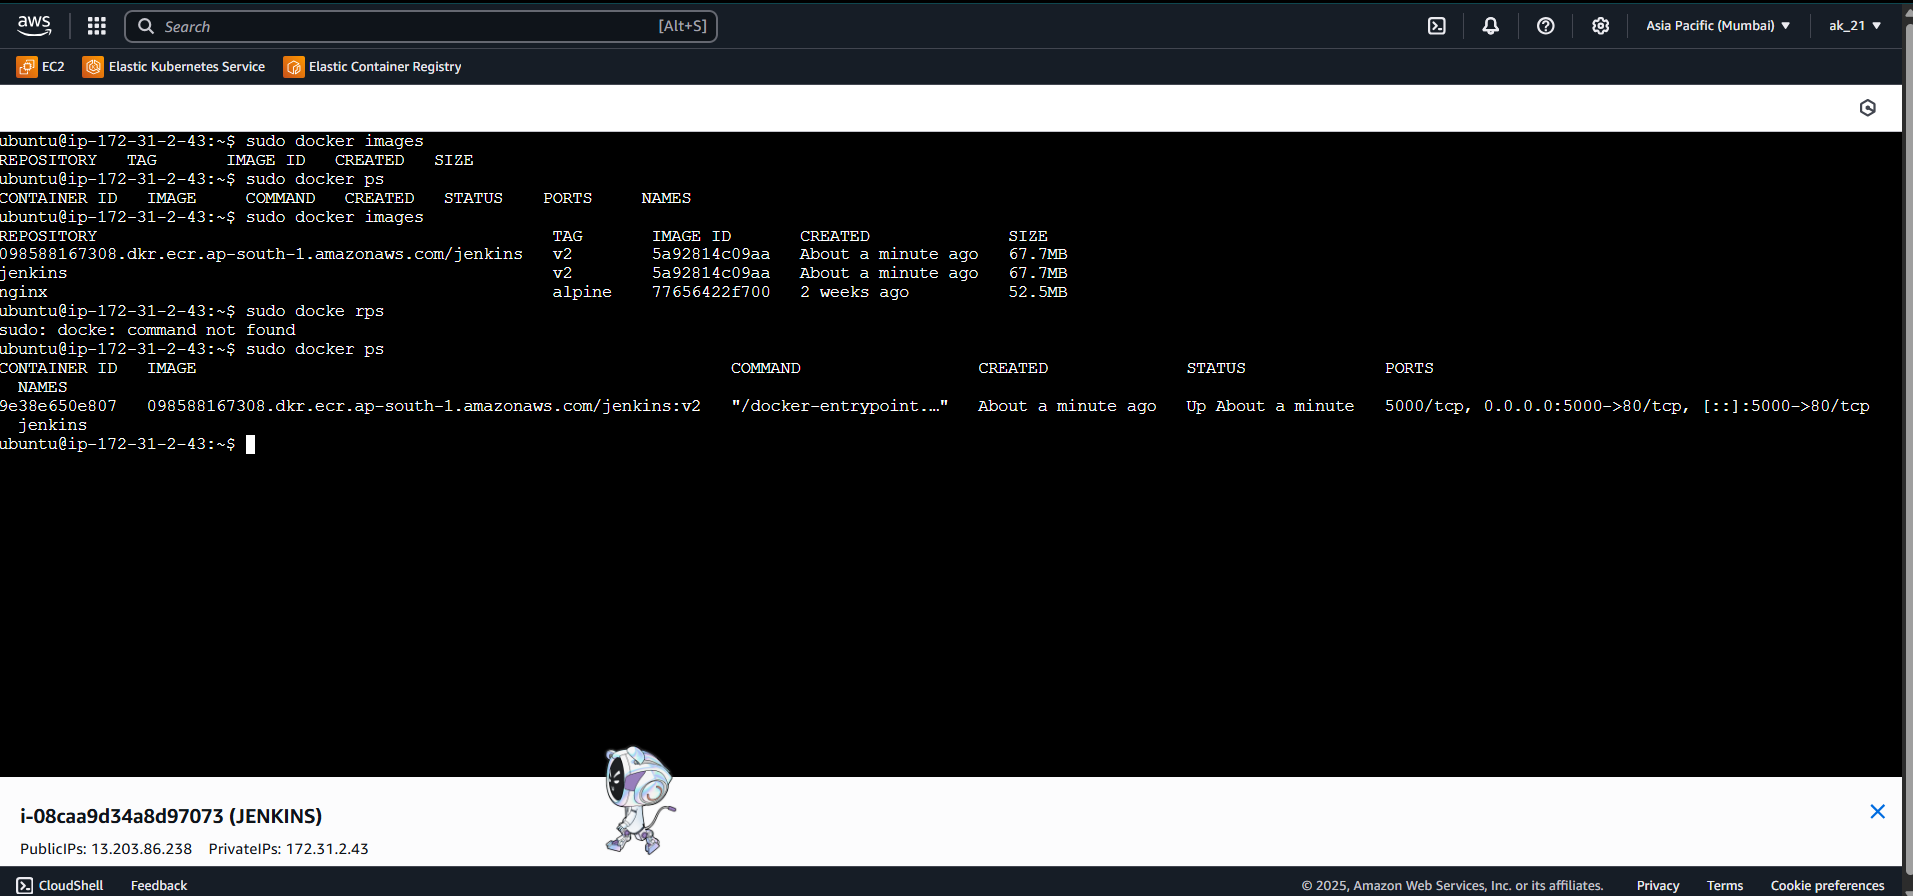 aws
Search [Alt+S]
Asia Pacific (Mumbai) ▼ ak_21 ▼
EC2 Elastic Kubernetes Service Elastic Container Registry
ubuntu@ip-172-31-2-43:~$ sudo docker images
REPOSITORY TAG IMAGE ID CREATED SIZE
ubuntu@ip-172-31-2-43:~$ sudo docker ps
CONTAINER ID IMAGE COMMAND CREATED STATUS PORTS NAMES
ubuntu@ip-172-31-2-43:~$ sudo docker images
REPOSITORY TAG IMAGE ID CREATED SIZE
098588167308.dkr.ecr.ap-south-1.amazonaws.com/jenkins v2 5a92814c09aa About a minute ago 67.7MB
jenkins v2 5a92814c09aa About a minute ago 67.7MB
nginx alpine 77656422f700 2 weeks ago 52.5MB
ubuntu@ip-172-31-2-43:~$ sudo docke rps
sudo: docke: command not found
ubuntu@ip-172-31-2-43:~$ sudo docker ps
CONTAINER ID IMAGE COMMAND CREATED STATUS PORTS
NAMES
9e38e650e807 098588167308.dkr.ecr.ap-south-1.amazonaws.com/jenkins:v2 "/docker-entrypoint.…" About a minute ago Up About a minute 5000/tcp, 0.0.0.0:5000->80/tcp, [::]:5000->80/tcp
jenkins
ubuntu@ip-172-31-2-43:~$
i-08caa9d34a8d97073 (JENKINS)
PublicIPs: 13.203.86.238 PrivateIPs: 172.31.2.43
CloudShell Feedback © 2025, Amazon Web Services, Inc. or its affiliates. Privacy Terms Cookie preferences